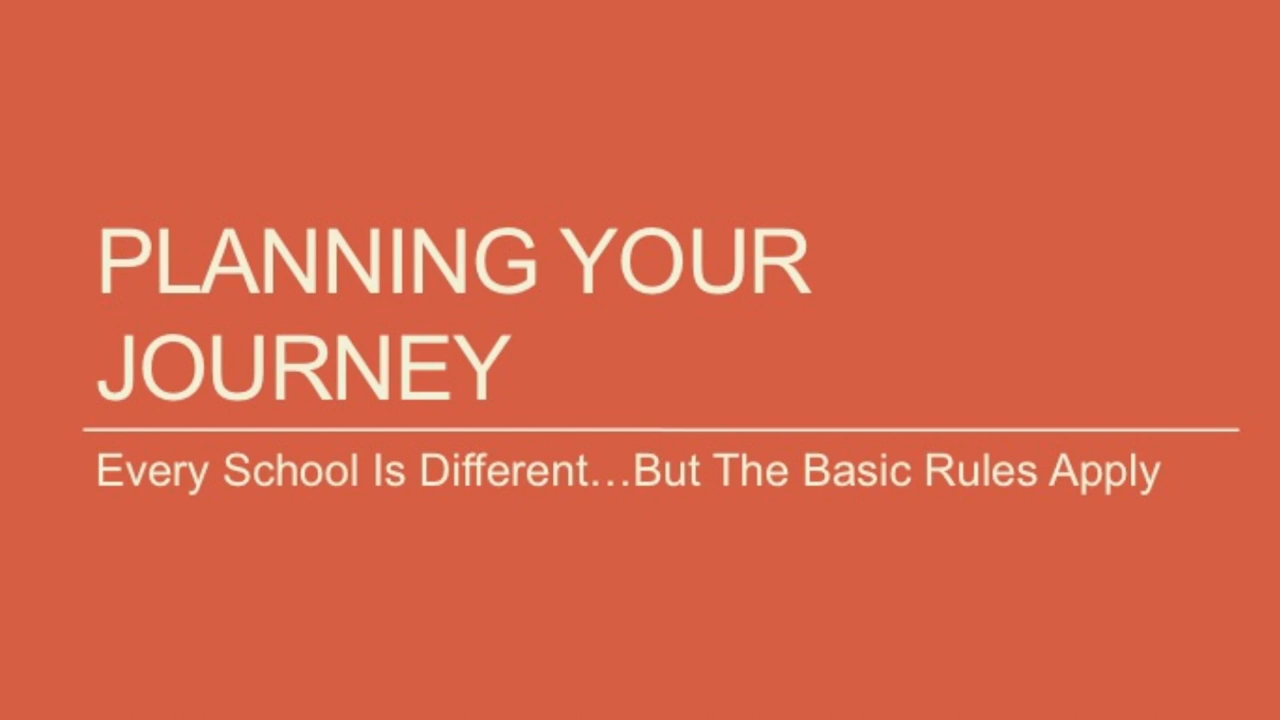 PLANNING YOUR
JOURNEY
Every School Is Different…But The Basic Rules Apply